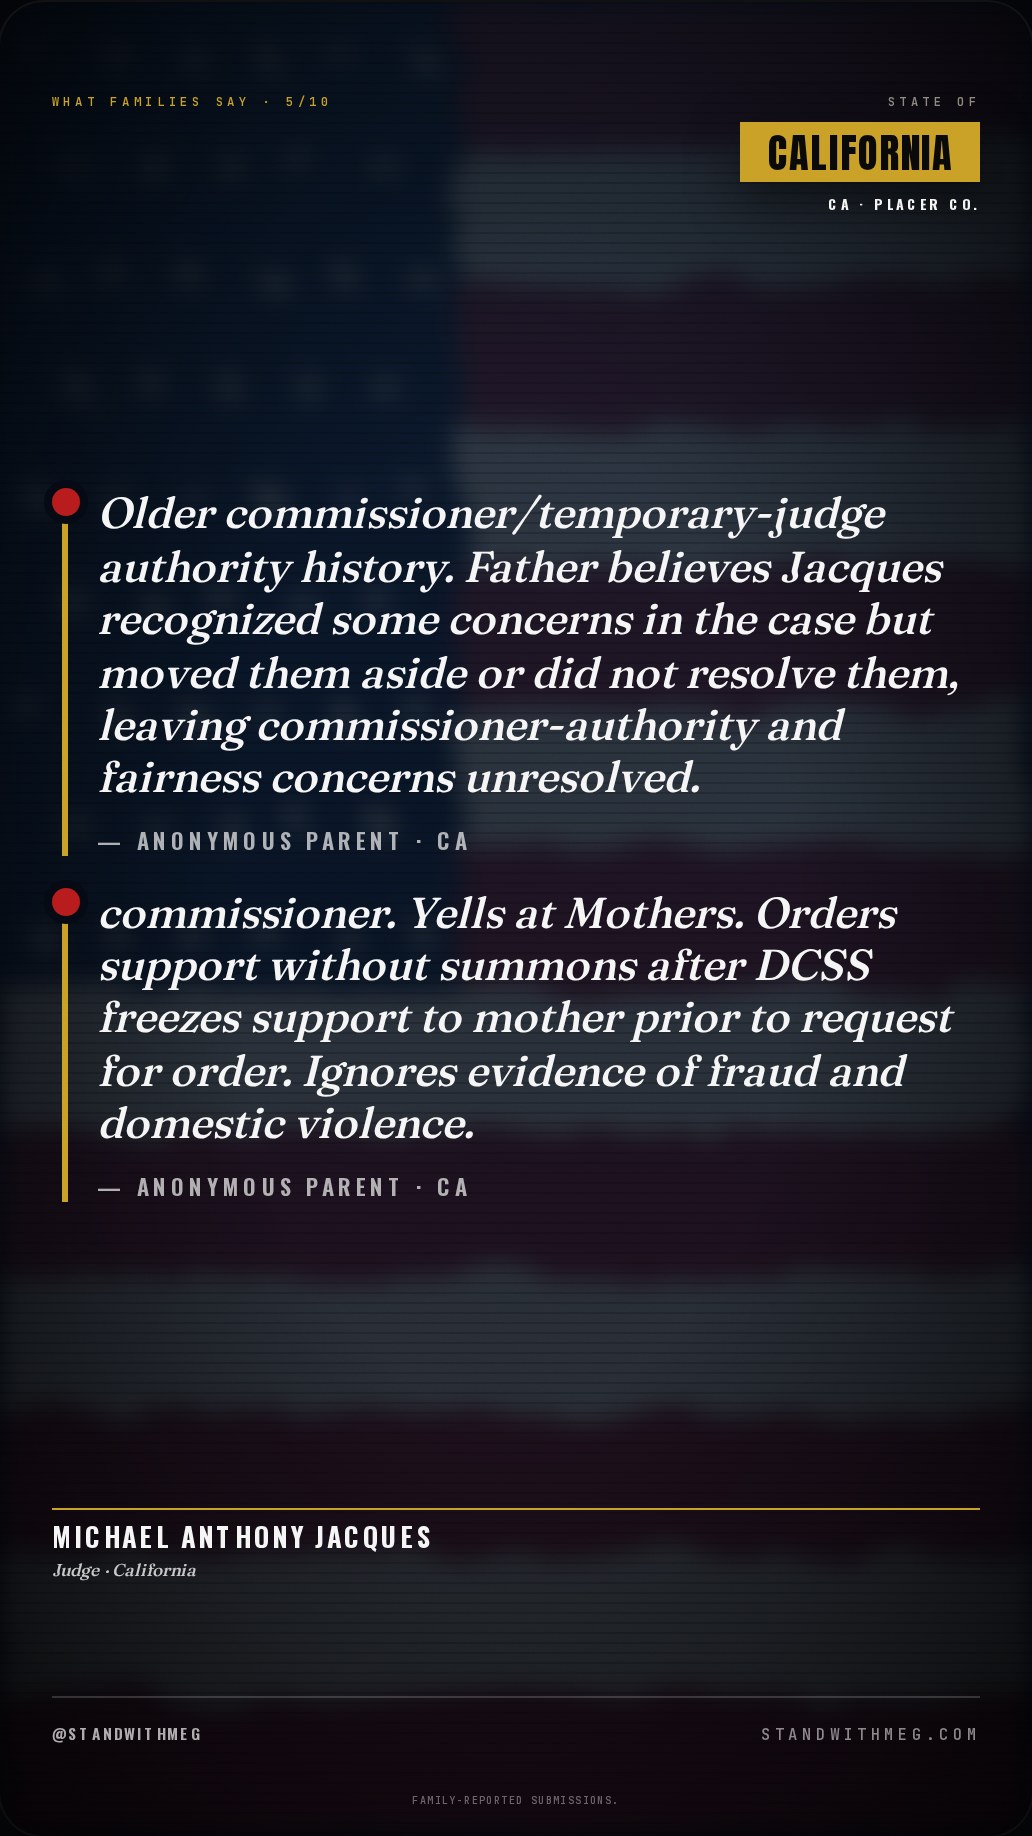 WHAT FAMILIES SAY · 5/10
STATE OF
CALIFORNIA
CA · PLACER CO.
Older commissioner/temporary-judge
authority history. Father believes Jacques
recognized some concerns in the case but
moved them aside or did not resolve them,
leaving commissioner-authority and
fairness concerns unresolved.
— ANONYMOUS PARENT · CA
commissioner. Yells at Mothers. Orders
support without summons after DCSS
freezes support to mother prior to request
for order. Ignores evidence of fraud and
domestic violence.
— ANONYMOUS PARENT · CA
MICHAEL ANTHONY JACQUES
Judge · California
@STANDWITHMEG
STANDWITHMEG.COM
FAMILY-REPORTED SUBMISSIONS.